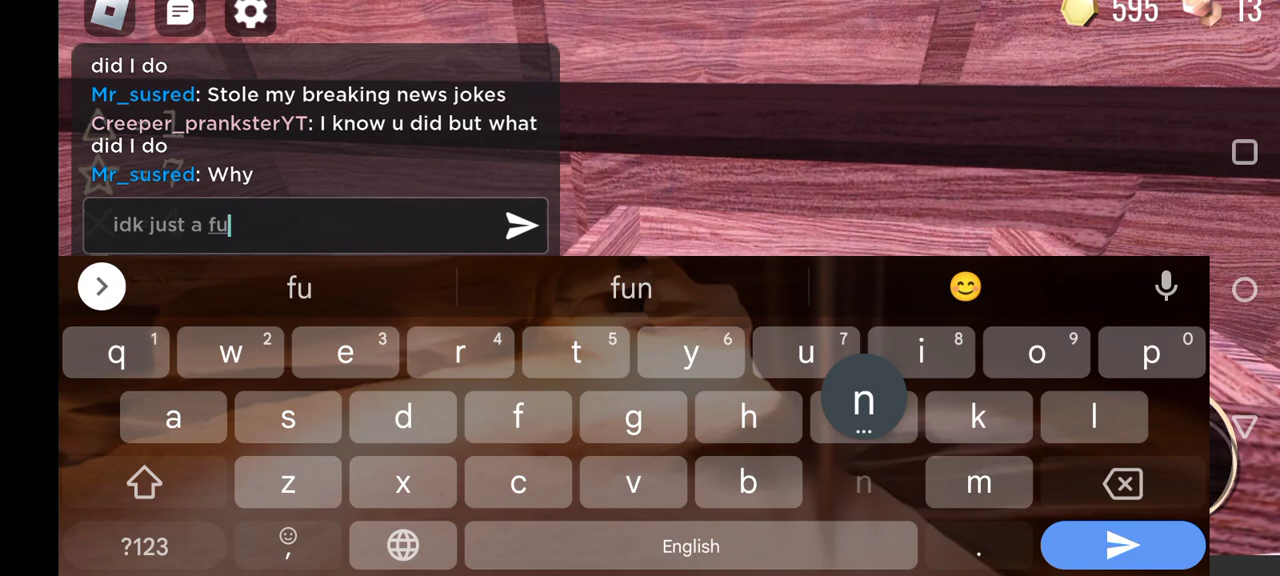 595 13
did I do
Mr_susred: Stole my breaking news jokes
Creeper_pranksterYT: I know u did but what
did I do
Mr_susred: Why
idk just a fu
fu fun 😊
q 1 w 2 e 3 r 4 t 5 y 6 u 7 i 8 o 9 p 0
a s d f g h n k l
z x c v b n m
?123 , English .